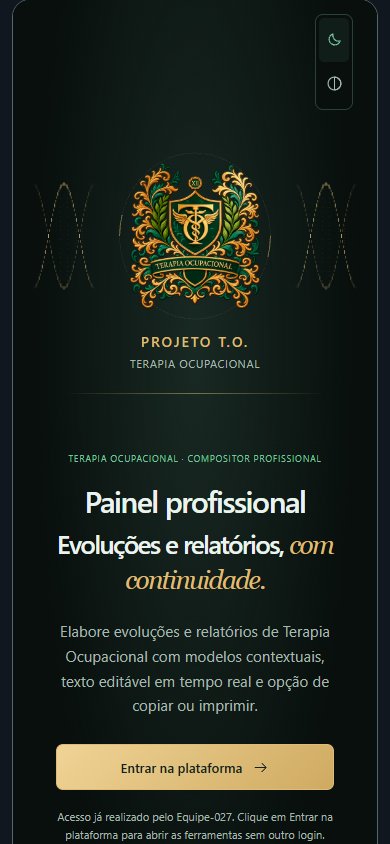 XI
TERAPIA OCUPACIONAL
PROJETO T.O.
TERAPIA OCUPACIONAL
TERAPIA OCUPACIONAL · COMPOSITOR PROFISSIONAL
Painel profissional
Evoluções e relatórios, com
continuidade.
Elabore evoluções e relatórios de Terapia
Ocupacional com modelos contextuais,
texto editável em tempo real e opção de
copiar ou imprimir.
Entrar na plataforma →
Acesso já realizado pelo Equipe-027. Clique em Entrar na
plataforma para abrir as ferramentas sem outro login.